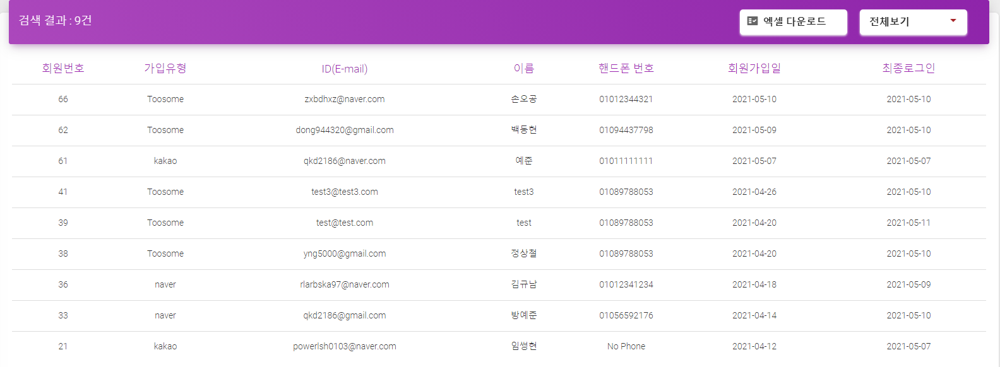 검색 결과 : 9건 엑셀 다운로드 전체보기
회원번호 가입유형 ID(E-mail) 이름 핸드폰 번호 회원가입일 최종로그인
66 Toosome zxbdhxz@naver.com 손오공 01012344321 2021-05-10 2021-05-10
62 Toosome dong944320@gmail.com 백동현 01094437798 2021-05-09 2021-05-10
61 kakao qkd2186@naver.com 예준 01011111111 2021-05-07 2021-05-07
41 Toosome test3@test3.com test3 01089788053 2021-04-26 2021-05-10
39 Toosome test@test.com test 01089788053 2021-04-20 2021-05-11
38 Toosome yng5000@gmail.com 정상철 01089788053 2021-04-20 2021-05-10
36 naver rlarbska97@naver.com 김규남 01012341234 2021-04-18 2021-05-09
33 naver qkd2186@gmail.com 방예준 01056592176 2021-04-14 2021-05-10
21 kakao powerlsh0103@naver.com 임썽현 No Phone 2021-04-12 2021-05-07